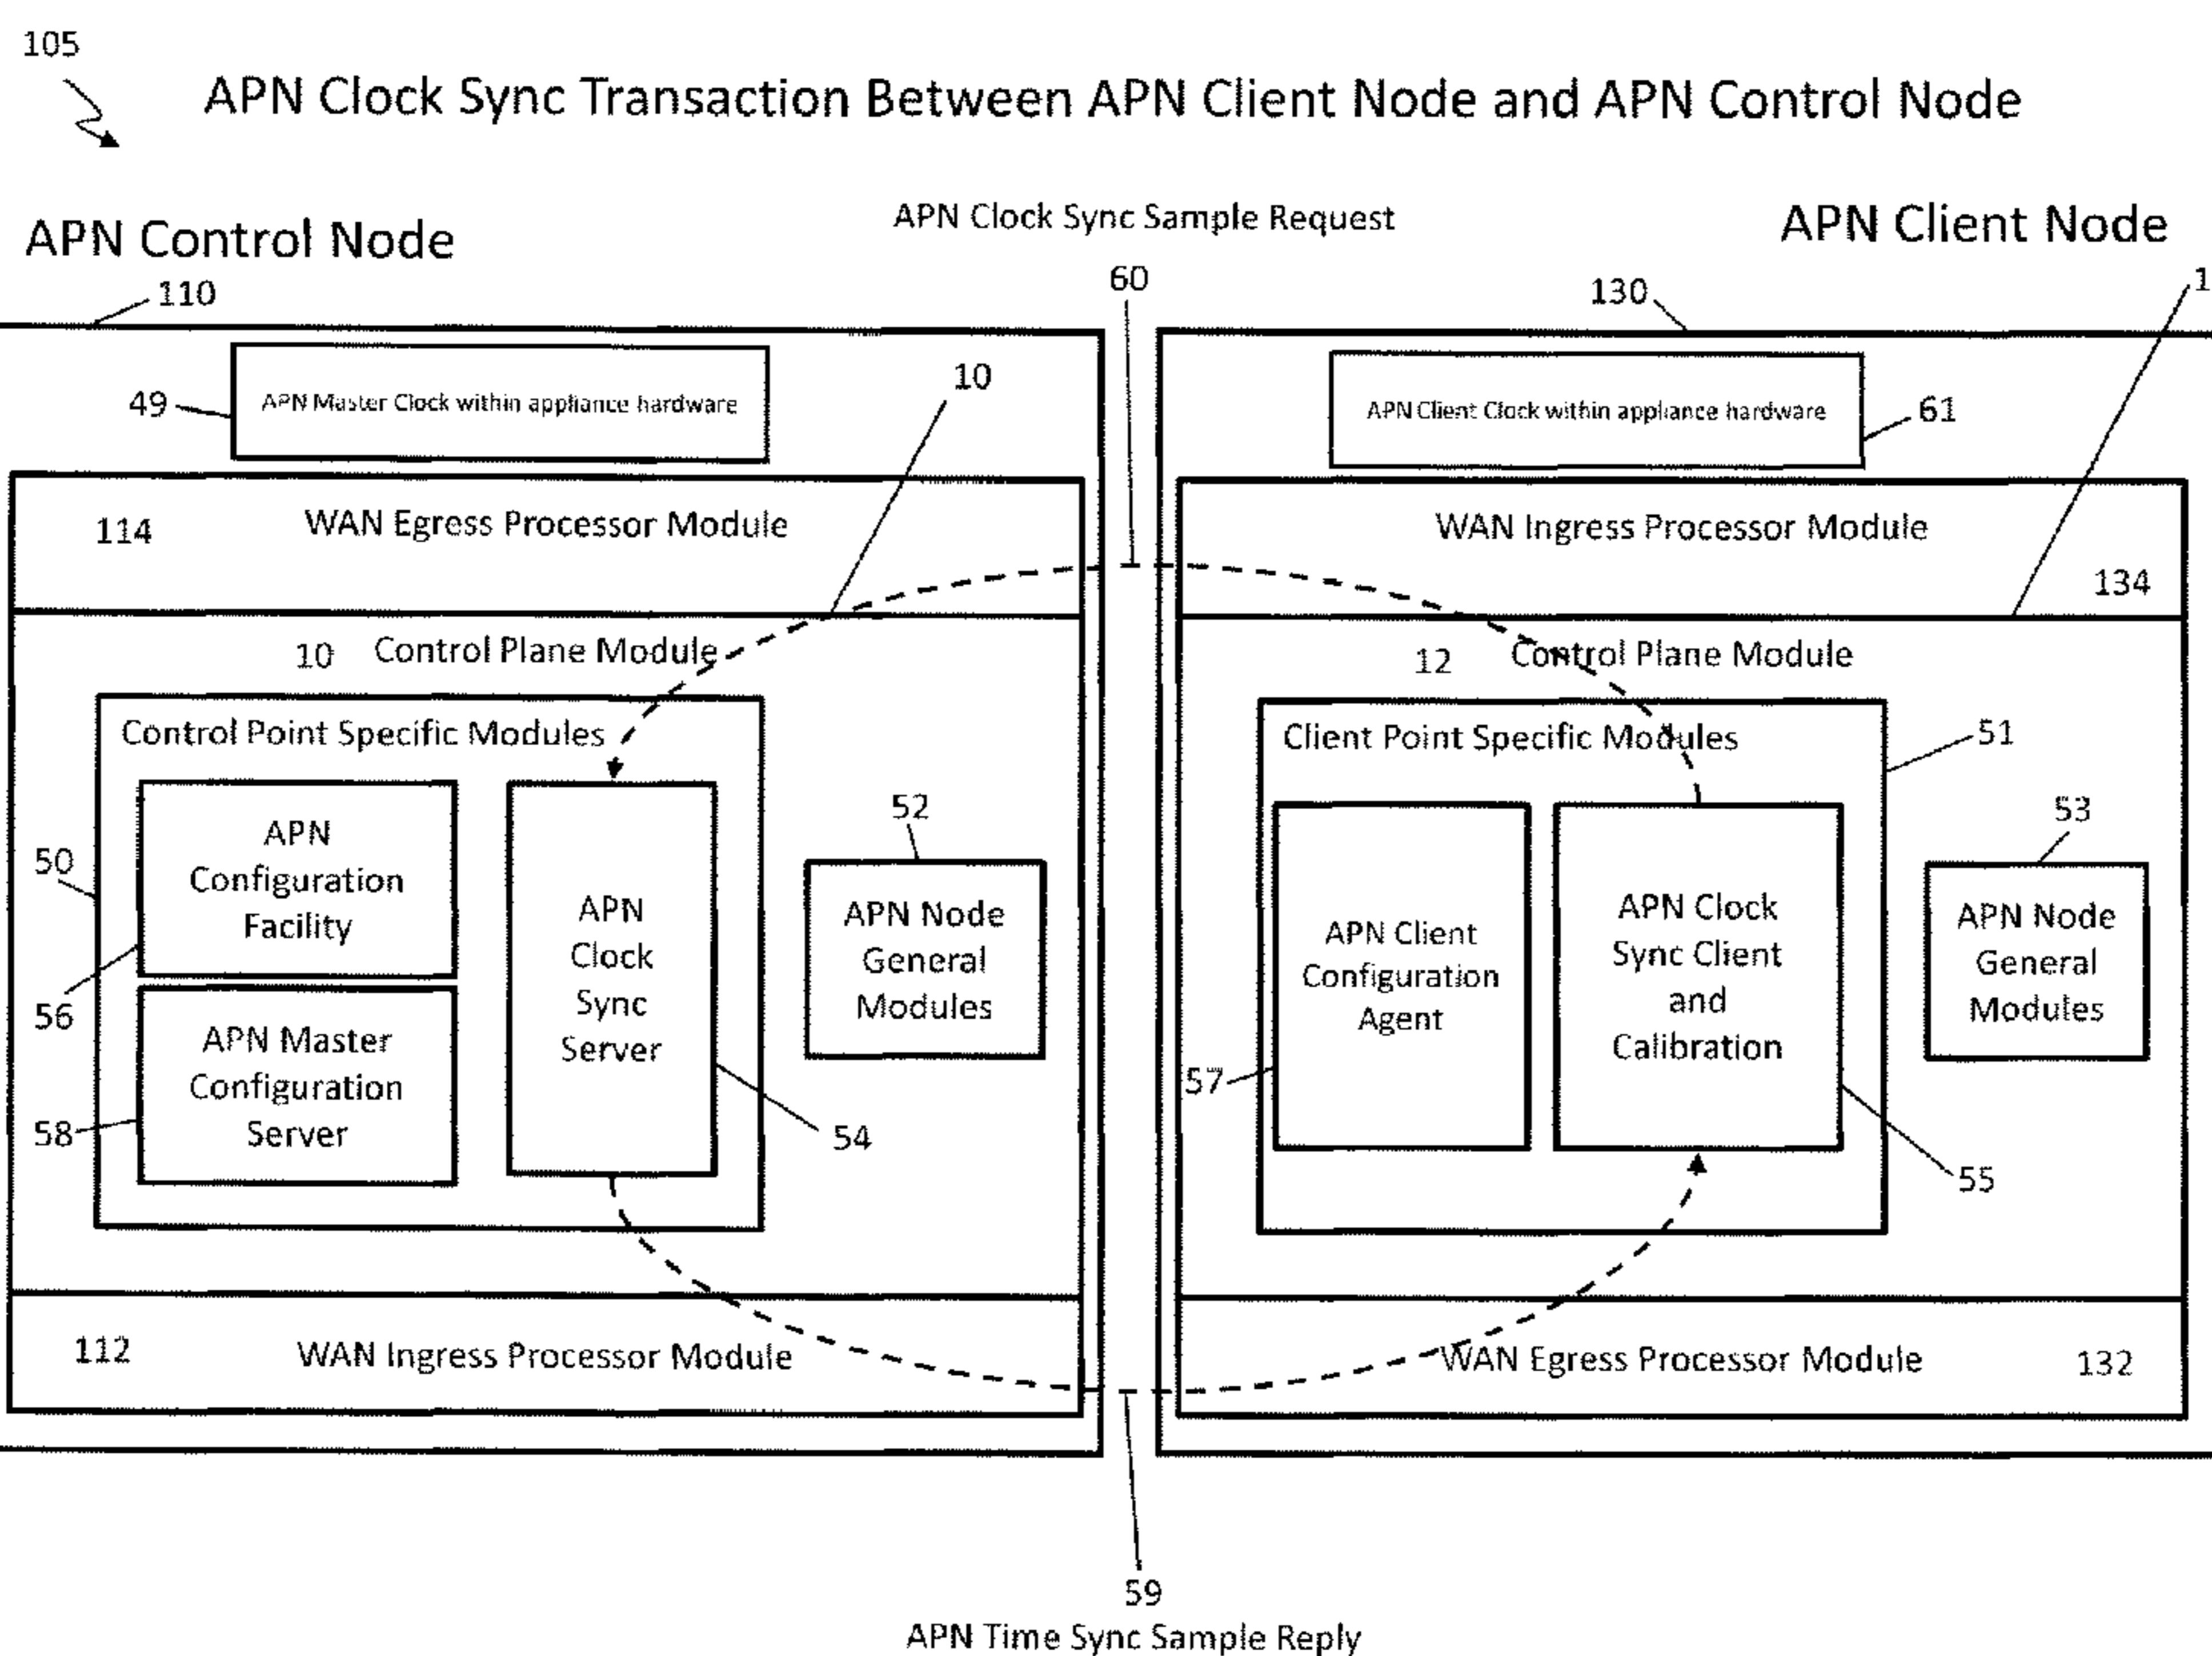 105
APN Clock Sync Transaction Between APN Client Node and APN Control Node
APN Control Node
APN Clock Sync Sample Request
APN Client Node
110
60
130
1
49
APN Master Clock within appliance hardware
10
APN Client Clock within appliance hardware
61
114
WAN Egress Processor Module
WAN Ingress Processor Module
134
10
Control Plane Module
12
Control Plane Module
Control Point Specific Modules
Client Point Specific Modules
51
50
APN
Configuration
Facility
56
APN Master
Configuration
Server
58
APN
Clock
Sync
Server
54
52
APN Node
General
Modules
APN Client
Configuration
Agent
57
APN Clock
Sync Client
and
Calibration
55
53
APN Node
General
Modules
112
WAN Ingress Processor Module
WAN Egress Processor Module
132
59
APN Time Sync Sample Reply